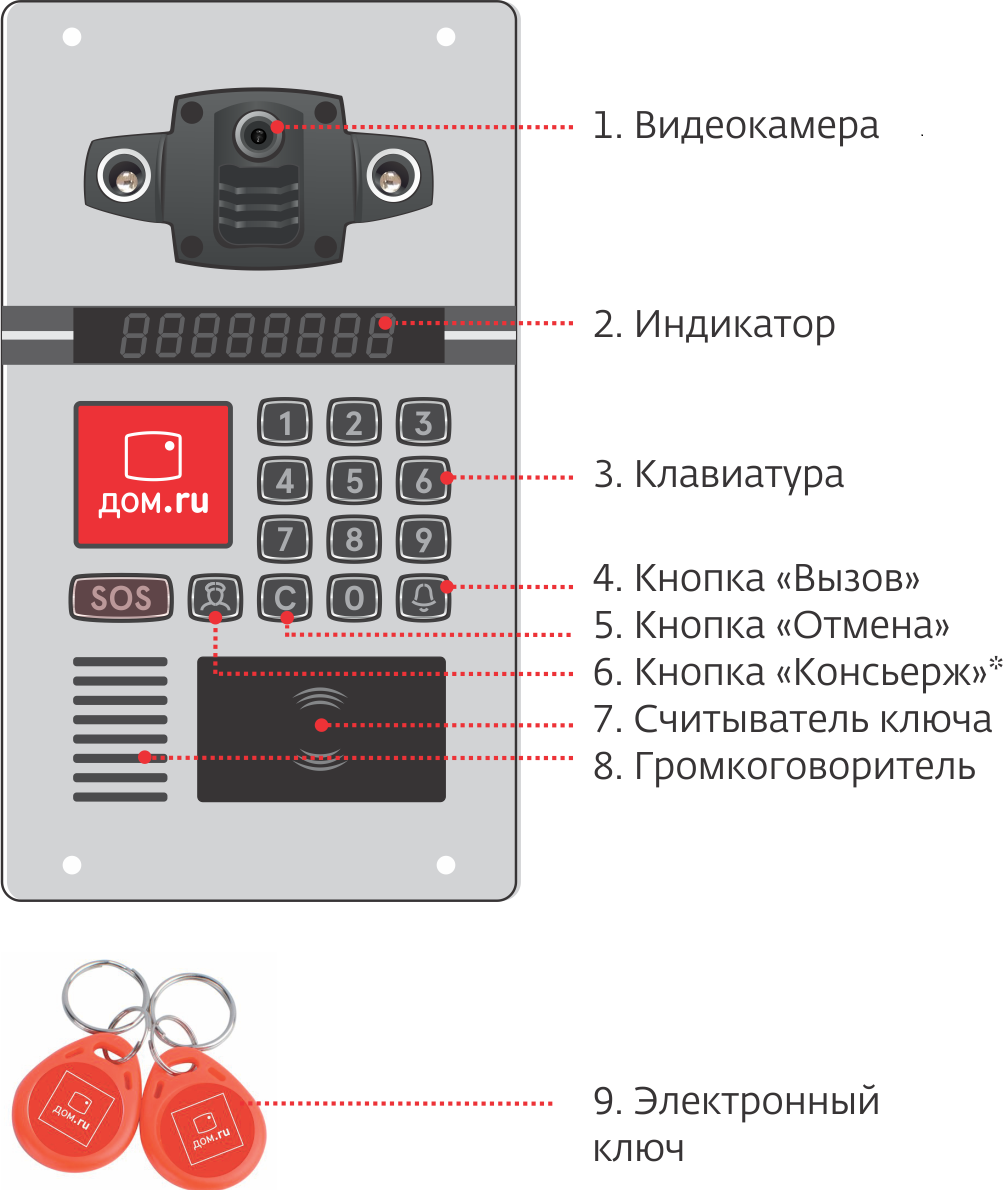 1. Видеокамера .
88888888
2. Индикатор
1 2 3
дом.ru
4 5 6
3. Клавиатура
7 8 9
SOS C 0
4. Кнопка «Вызов»
5. Кнопка «Отмена»
6. Кнопка «Консьерж»*
7. Считыватель ключа
8. Громкоговоритель
9. Электронный
ключ
дом.ru
дом.ru